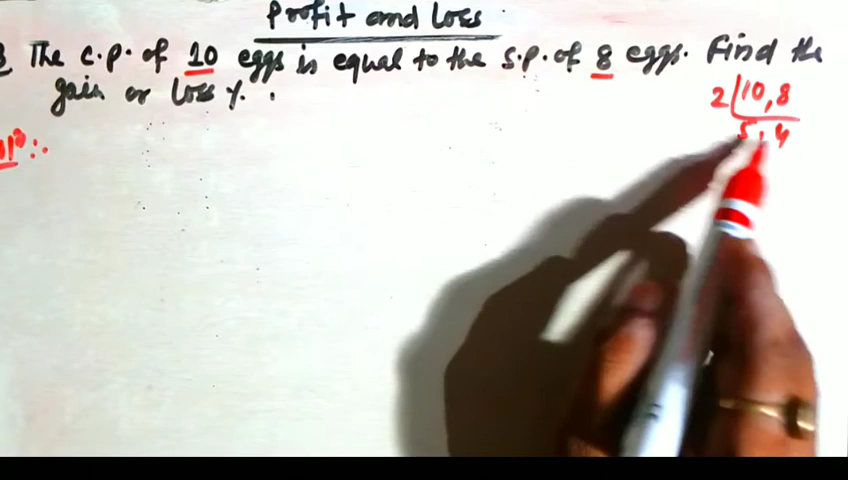 Profit and Loss
3 The C.P. of 10 eggs is equal to the S.P. of 8 eggs. Find the
gain or loss %.
2 10, 8
5, 4